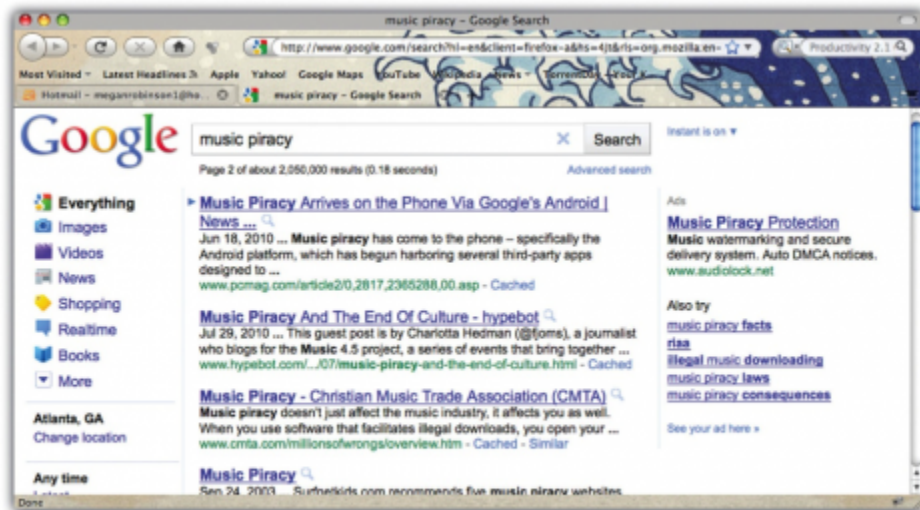 music piracy – Google Search
http://www.google.com/search?hl=en&client=firefox-a&hs=4jt&rls=org.mozilla:en-
Productivity 2.1
Most Visited Latest Headlines Apple Yahoo! Google Maps YouTube Wikipedia News
Hotmail – meganrobinson1@ho... music piracy – Google Search
Google
music piracy
Search
Instant is on
Page 2 of about 2,050,000 results (0.18 seconds)
Advanced search
Everything
Images
Videos
News
Shopping
Realtime
Books
More
Atlanta, GA
Change location
Any time
Latest
Music Piracy Arrives on the Phone Via Google's Android |
News ...
Jun 18, 2010 ... Music piracy has come to the phone – specifically the
Android platform, which has begun harboring several third-party apps
designed to ...
www.pcmag.com/article2/0,2817,2365288,00.asp - Cached
Music Piracy And The End Of Culture - hypebot
Jul 29, 2010 ... This guest post is by Charlotta Hedman (@fjoms), a journalist
who blogs for the Music 4.5 project, a series of events that bring together ...
www.hypebot.com/.../07/music-piracy-and-the-end-of-culture.html - Cached
Music Piracy - Christian Music Trade Association (CMTA)
Music piracy doesn't just affect the music industry, it affects you as well.
When you use software that facilitates illegal downloads, you open your ...
www.cmta.com/millionsofwrongs/overview.htm - Cached - Similar
Music Piracy
Sep 24, 2003 ... Surfnetkids.com recommends five music piracy websites
Ads
Music Piracy Protection
Music watermarking and secure
delivery system. Auto DMCA notices.
www.audiolock.net
Also try
music piracy facts
riaa
illegal music downloading
music piracy laws
music piracy consequences
See your ad here »
Done